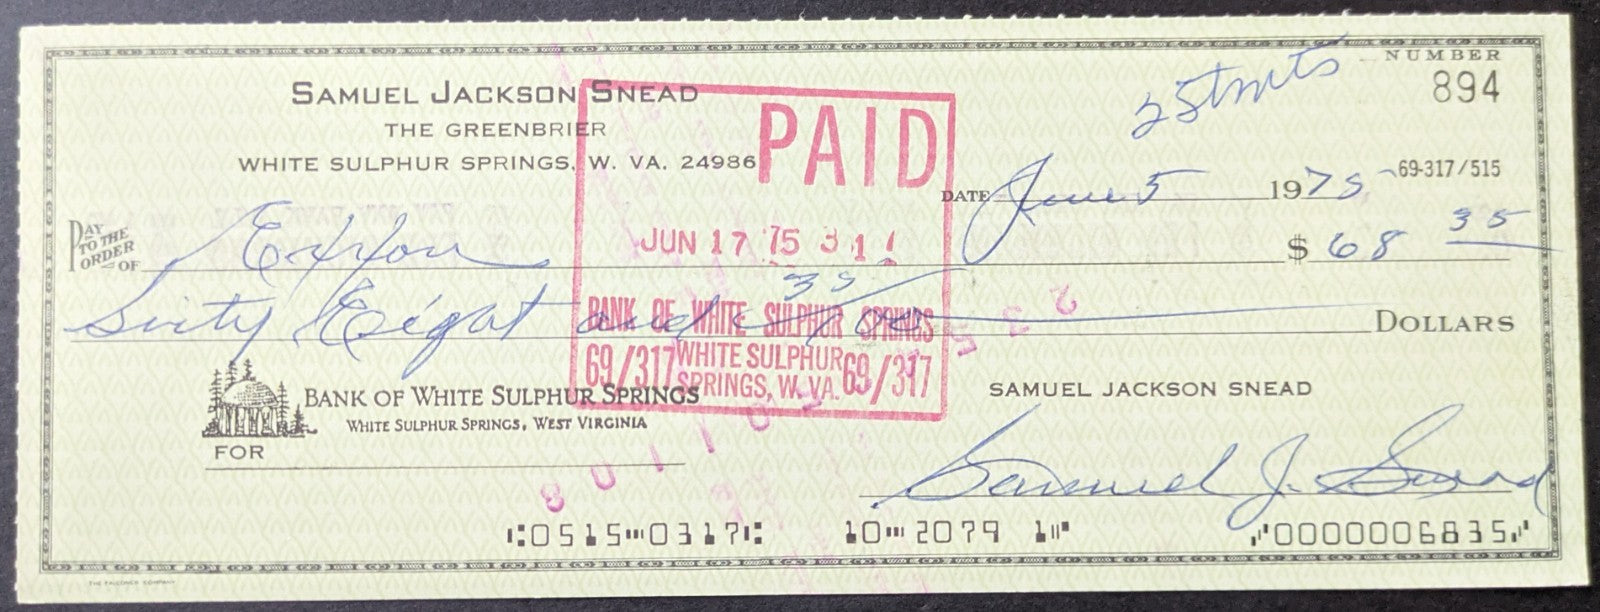 NUMBER
894
SAMUEL JACKSON SNEAD
THE GREENBRIER
WHITE SULPHUR SPRINGS, W. VA. 24986
PAID
69-317/515
DATE June 5 1975
JUN 17 '75
PAY TO THE ORDER OF Exxon $ 68 35
Sixty Eight and 35/00 DOLLARS
BANK OF WHITE SULPHUR SPRINGS
69/317 WHITE SULPHUR SPRINGS, W. VA. 69/317
BANK OF WHITE SULPHUR SPRINGS
WHITE SULPHUR SPRINGS, WEST VIRGINIA
SAMUEL JACKSON SNEAD
FOR
Samuel J. Snead
⑆0515⑉0317⑆ 10⑉2079 1⑈ ⑈0000006835⑈
THE FALCONER COMPANY